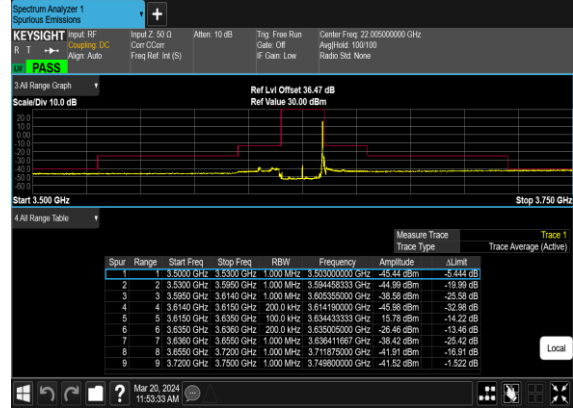 Spectrum Analyzer 1
Spurious Emissions
KEYSIGHT Input: RF Input Z: 50 Ω Atten: 10 dB Trig: Free Run Center Freq: 22.005000000 GHz
R T Coupling: DC Corr CCorr Gate: Off Avg|Hold: 100/100
Align: Auto Freq Ref: Int (S) IF Gain: Low Radio Std: None
PASS
3 All Range Graph Ref Lvl Offset 36.47 dB
Scale/Div 10.0 dB Ref Value 30.00 dBm
20.0
10.0
0.00
-10.0
-20.0
-30.0
-40.0
-50.0
-60.0
Start 3.500 GHz Stop 3.750 GHz
4 All Range Table
Measure Trace Trace 1
Trace Type Trace Average (Active)
Spur Range Start Freq Stop Freq RBW Frequency Amplitude ΔLimit
1 1 3.5000 GHz 3.5300 GHz 1.000 MHz 3.503000000 GHz -45.44 dBm -5.444 dB
2 2 3.5300 GHz 3.5950 GHz 1.000 MHz 3.594458333 GHz -44.99 dBm -19.99 dB
3 3 3.5950 GHz 3.6140 GHz 1.000 MHz 3.605355000 GHz -38.58 dBm -25.58 dB
4 4 3.6140 GHz 3.6150 GHz 200.0 kHz 3.614190000 GHz -45.98 dBm -32.98 dB
5 5 3.6150 GHz 3.6350 GHz 100.0 kHz 3.634433333 GHz 15.78 dBm -14.22 dB
6 6 3.6350 GHz 3.6360 GHz 200.0 kHz 3.635005000 GHz -26.46 dBm -13.46 dB
7 7 3.6360 GHz 3.6550 GHz 1.000 MHz 3.636411667 GHz -38.42 dBm -25.42 dB
8 8 3.6550 GHz 3.7200 GHz 1.000 MHz 3.711875000 GHz -41.91 dBm -16.91 dB
9 9 3.7200 GHz 3.7500 GHz 1.000 MHz 3.749800000 GHz -41.52 dBm -1.522 dB
Local
Mar 20, 2024
11:53:33 AM